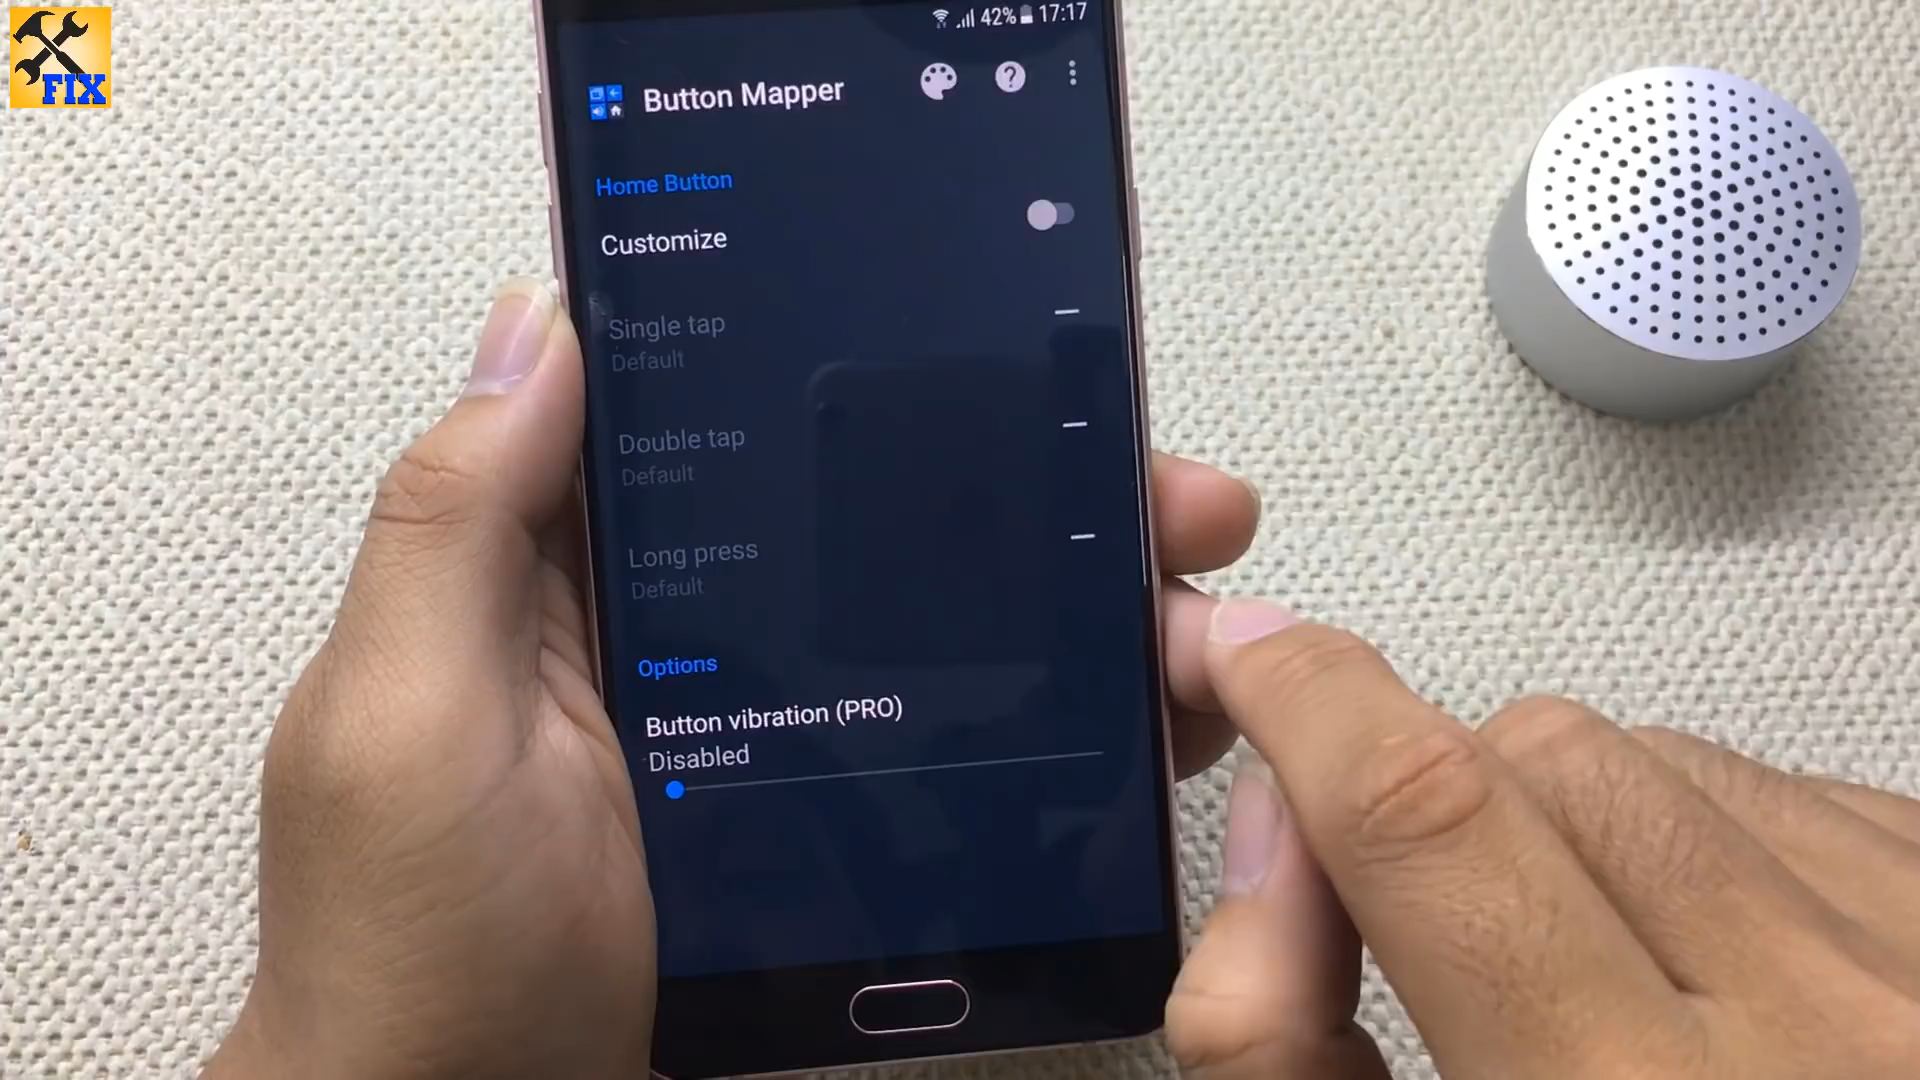 FIX
42% 17:17
Button Mapper
Home Button
Customize
Single tap
Default
Double tap
Default
Long press
Default
Options
Button vibration (PRO)
Disabled